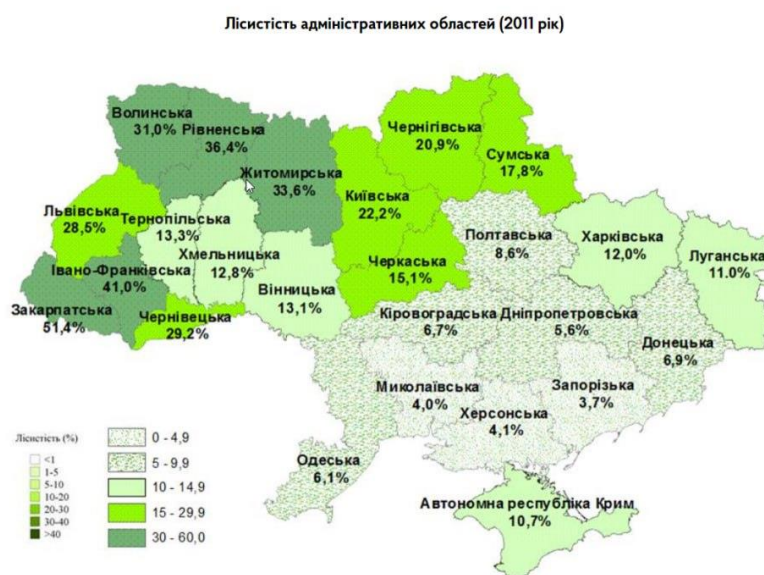 Лісистість адміністративних областей (2011 рік)
Волинська
31,0%
Рівненська
36,4%
Житомирська
33,6%
Чернігівська
20,9%
Сумська
17,8%
Київська
22,2%
Львівська
28,5%
Тернопільська
13,3%
Хмельницька
12,8%
Вінницька
13,1%
Черкаська
15,1%
Полтавська
8,6%
Харківська
12,0%
Луганська
11.0%
Івано-Франківська
41,0%
Закарпатська
51,4%
Чернівецька
29,2%
Кіровоградська
6,7%
Дніпропетровська
5,6%
Донецька
6,9%
Миколаївська
4,0%
Херсонська
4,1%
Запорізька
3,7%
Одеська
6,1%
Автономна республіка Крим
10,7%
Лісистість (%)
<1
1-5
5-10
10-20
20-30
30-40
>40
0 - 4,9
5 - 9,9
10 - 14,9
15 - 29,9
30 - 60,0